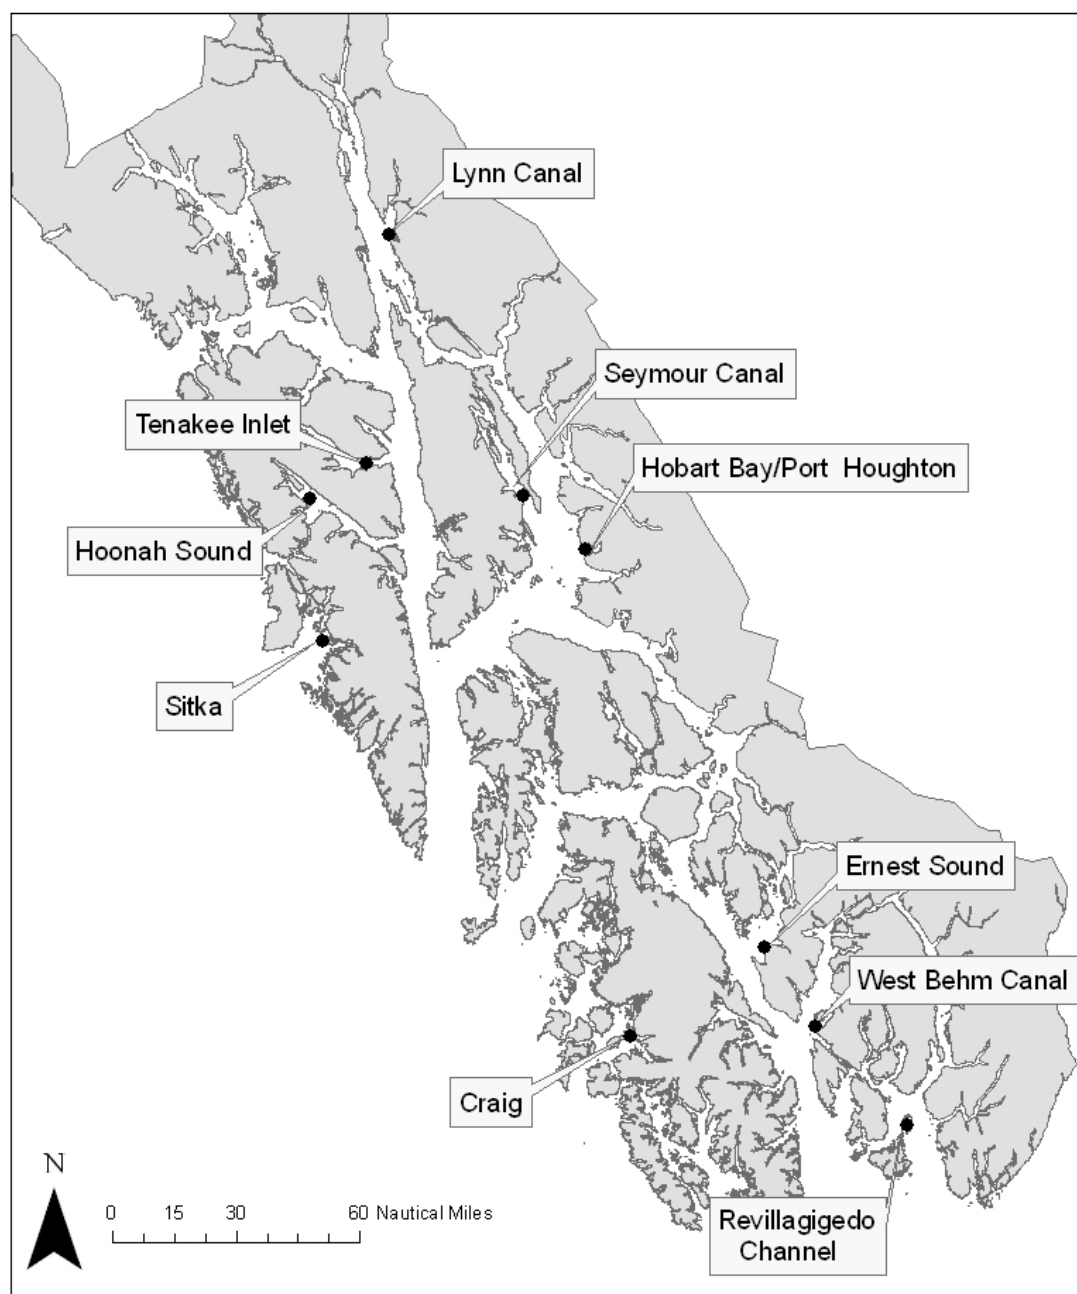 Lynn Canal
Seymour Canal
Tenakee Inlet
Hobart Bay/Port Houghton
Hoonah Sound
Sitka
Ernest Sound
West Behm Canal
Craig
N
0 15 30 60 Nautical Miles
Revillagigedo
Channel